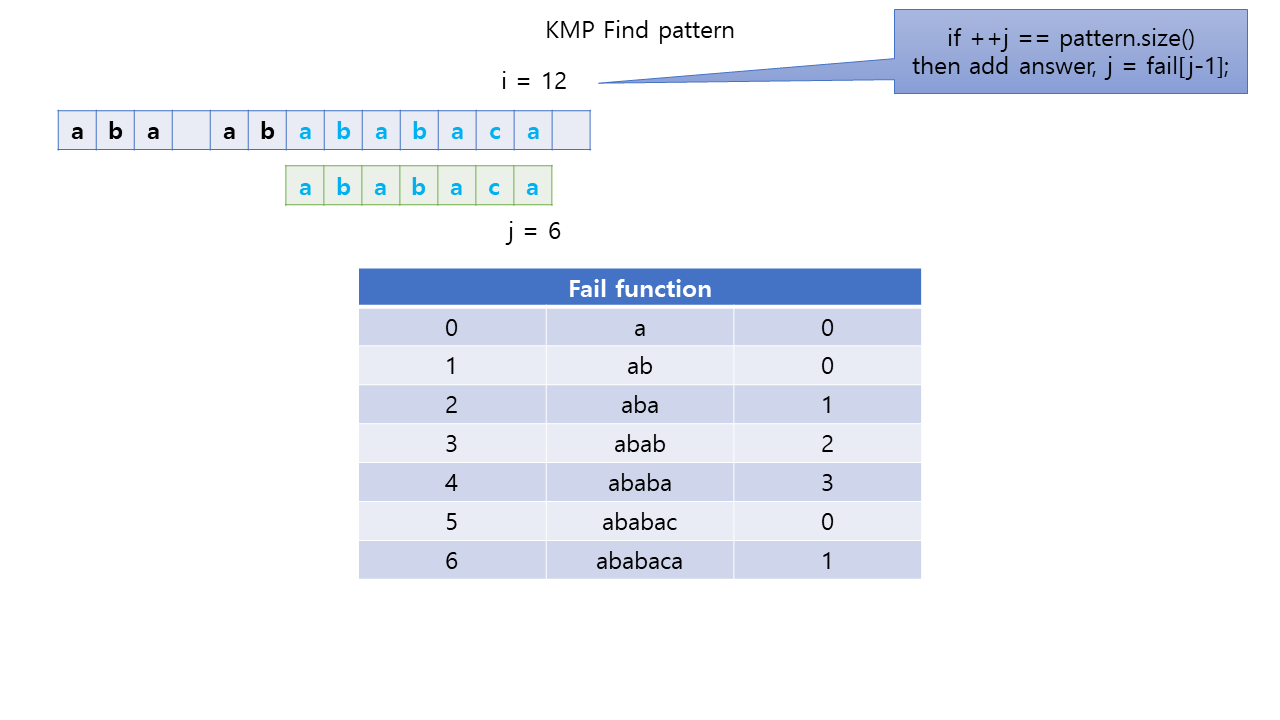 KMP Find pattern
if ++j == pattern.size()
then add answer, j = fail[j-1];
i = 12
a b a a b a b a b a c a
a b a b a c a
j = 6
Fail function
0 a 0
1 ab 0
2 aba 1
3 abab 2
4 ababa 3
5 ababac 0
6 ababaca 1